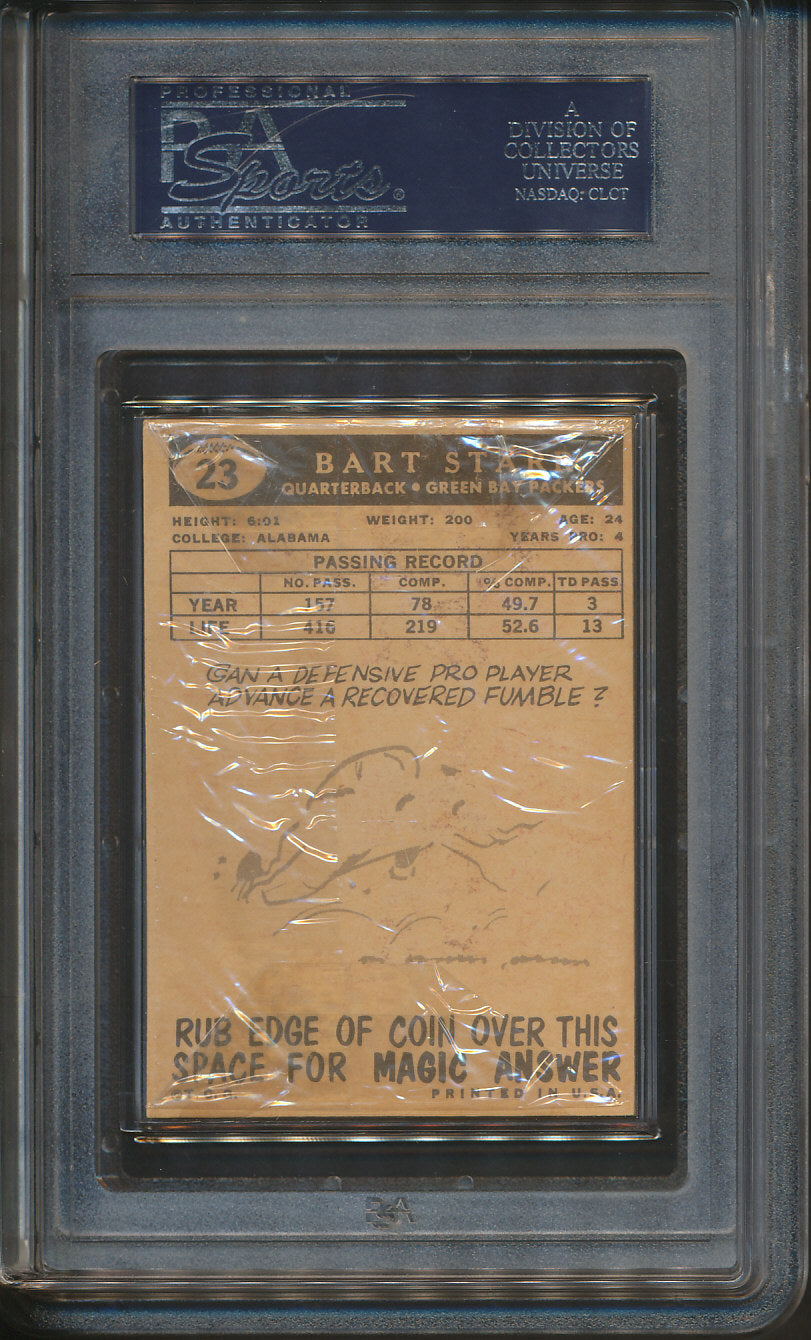 PROFESSIONAL
PSA
Sports®
AUTHENTICATOR
A
DIVISION OF
COLLECTORS
UNIVERSE
NASDAQ: CLCT
23
BART STARR
QUARTERBACK • GREEN BAY PACKERS
HEIGHT: 6:01 WEIGHT: 200 AGE: 24
COLLEGE: ALABAMA YEARS PRO: 4
PASSING RECORD
NO. PASS. COMP. % COMP. TD PASS
YEAR 157 78 49.7 3
LIFE 416 219 52.6 13
CAN A DEFENSIVE PRO PLAYER
ADVANCE A RECOVERED FUMBLE?
RUB EDGE OF COIN OVER THIS
SPACE FOR MAGIC ANSWER
©T.C.G. PRINTED IN U.S.A.
PSA